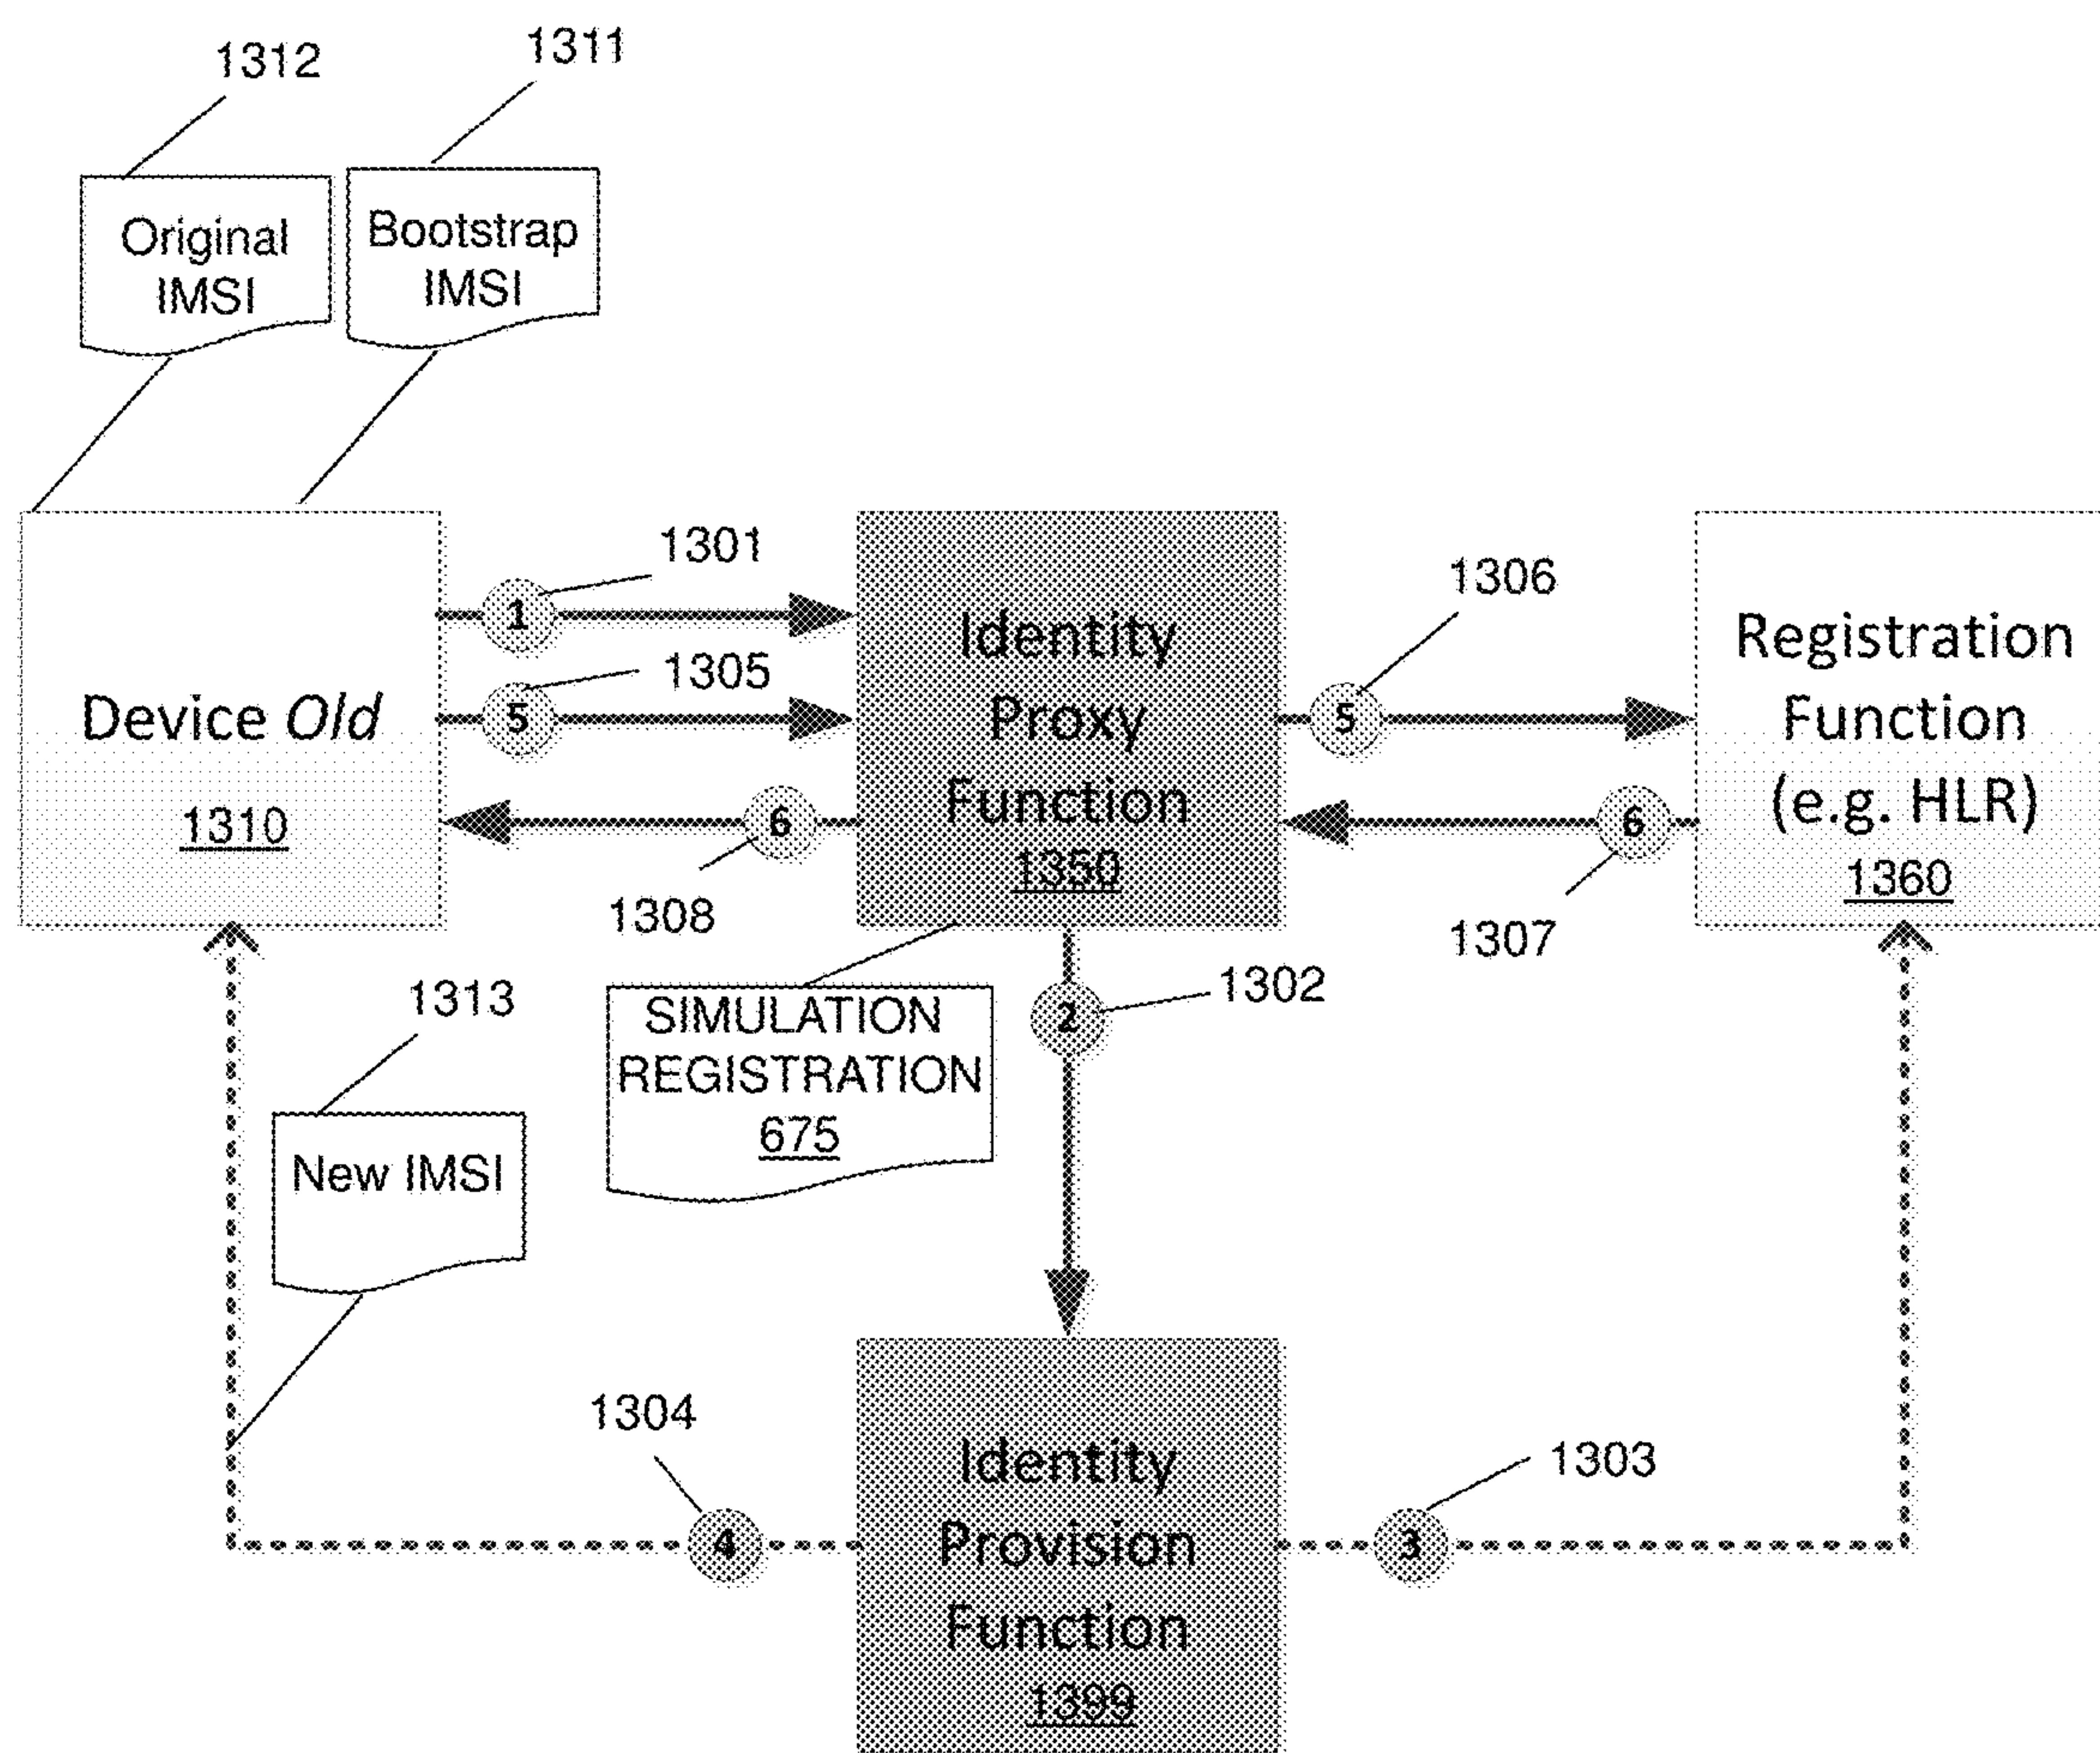 1312
1311
Original
IMSI
Bootstrap
IMSI
1301
1
1305
5
Device Old
1310
6
1308
Identity
Proxy
Function
1350
1306
5
6
1307
Registration
Function
(e.g. HLR)
1360
1313
New IMSI
SIMULATION
REGISTRATION
675
2
1302
1304
4
Identity
Provision
Function
1399
1303
3